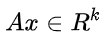 Ax ∈ R^k